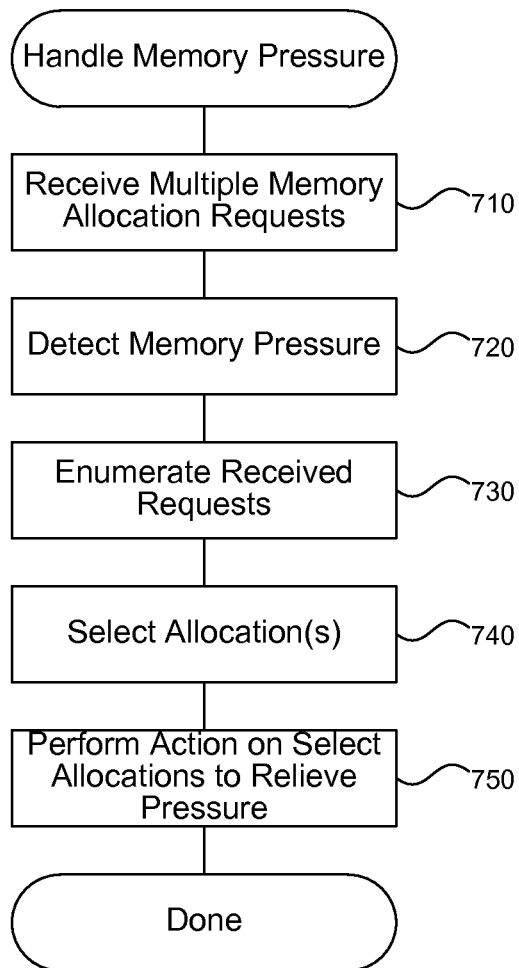 Handle Memory Pressure
Receive Multiple Memory
Allocation Requests
710
Detect Memory Pressure
720
Enumerate Received
Requests
730
Select Allocation(s)
740
Perform Action on Select
Allocations to Relieve
Pressure
750
Done